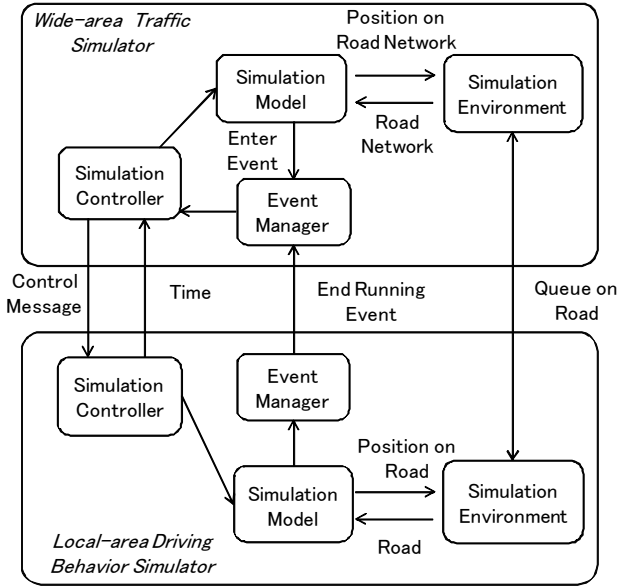 Wide-area Traffic
Simulator
Position on
Road Network
Simulation
Model
Simulation
Environment
Enter
Event
Road
Network
Simulation
Controller
Event
Manager
Control
Message
Time
End Running
Event
Queue on
Road
Simulation
Controller
Event
Manager
Position on
Road
Simulation
Model
Simulation
Environment
Road
Local-area Driving
Behavior Simulator